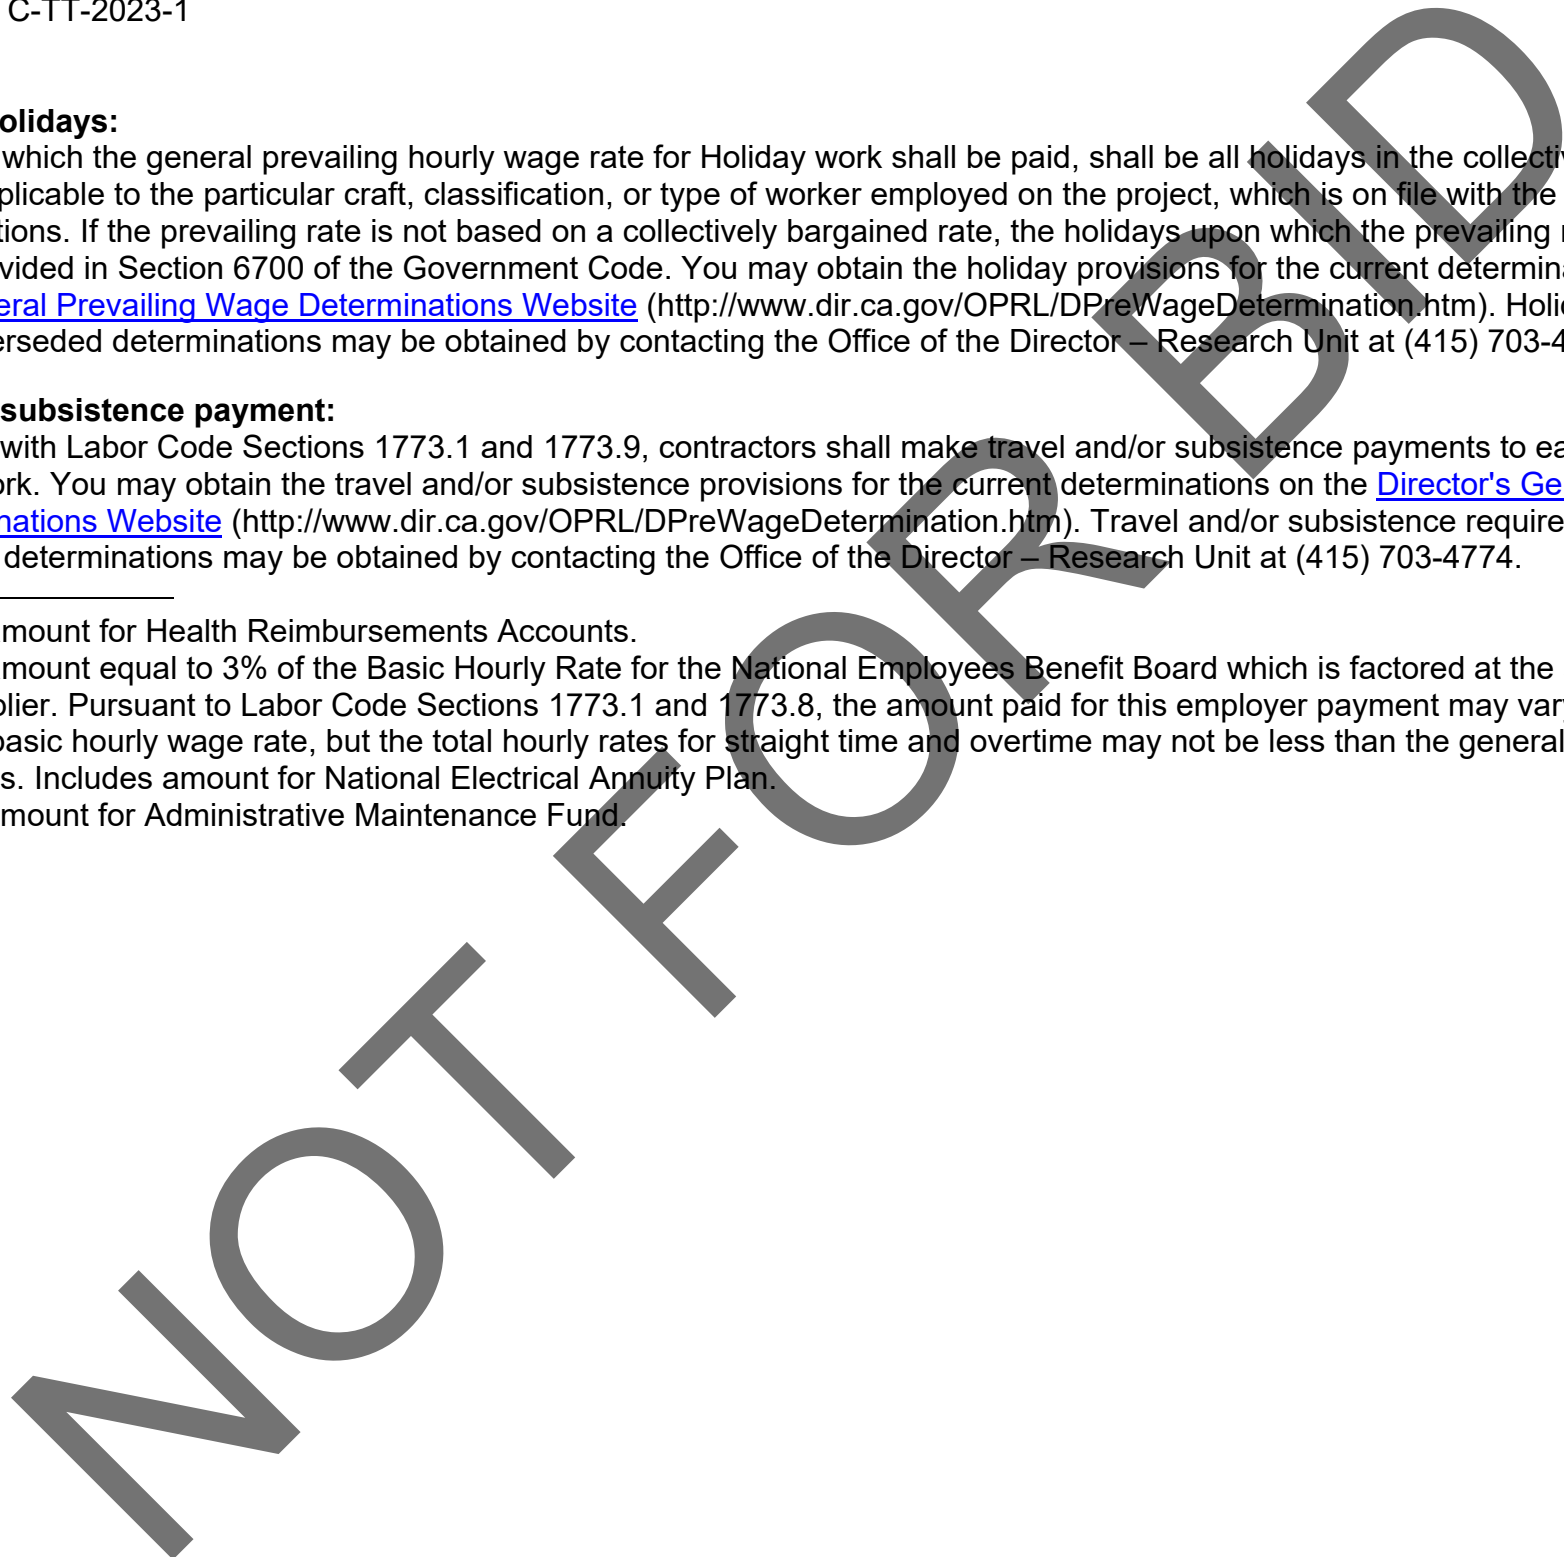 C-TT-2023-1
olidays:
which the general prevailing hourly wage rate for Holiday work shall be paid, shall be all holidays in the collectiv
plicable to the particular craft, classification, or type of worker employed on the project, which is on file with the
tions. If the prevailing rate is not based on a collectively bargained rate, the holidays upon which the prevailing r
vided in Section 6700 of the Government Code. You may obtain the holiday provisions for the current determina
eral Prevailing Wage Determinations Website (http://www.dir.ca.gov/OPRL/DPreWageDetermination.htm). Holid
erseded determinations may be obtained by contacting the Office of the Director – Research Unit at (415) 703-4
subsistence payment:
with Labor Code Sections 1773.1 and 1773.9, contractors shall make travel and/or subsistence payments to ea
ork. You may obtain the travel and/or subsistence provisions for the current determinations on the Director's Ge
nations Website (http://www.dir.ca.gov/OPRL/DPreWageDetermination.htm). Travel and/or subsistence require
determinations may be obtained by contacting the Office of the Director – Research Unit at (415) 703-4774.
mount for Health Reimbursements Accounts.
mount equal to 3% of the Basic Hourly Rate for the National Employees Benefit Board which is factored at the
plier. Pursuant to Labor Code Sections 1773.1 and 1773.8, the amount paid for this employer payment may vary
basic hourly wage rate, but the total hourly rates for straight time and overtime may not be less than the general
s. Includes amount for National Electrical Annuity Plan.
mount for Administrative Maintenance Fund.
NOT FOR BID